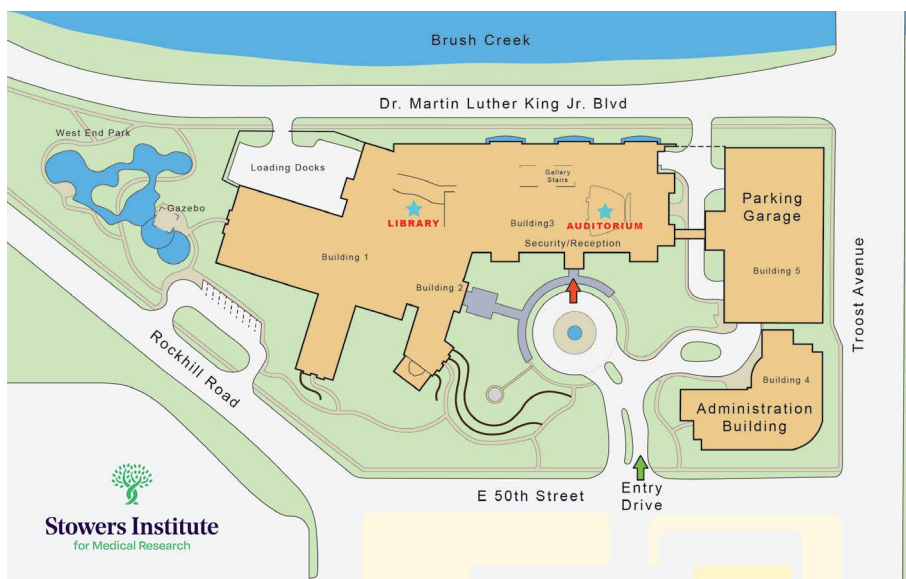 Brush Creek
Dr. Martin Luther King Jr. Blvd
West End Park
Loading Docks
Gallery
Stairs
Parking
Garage
Gazebo
LIBRARY
Building3
AUDITORIUM
Security/Reception
Building 1
Building 5
Building 2
Troost Avenue
Rockhill Road
Building 4
Administration
Building
E 50th Street
Entry
Drive
Stowers Institute
for Medical Research